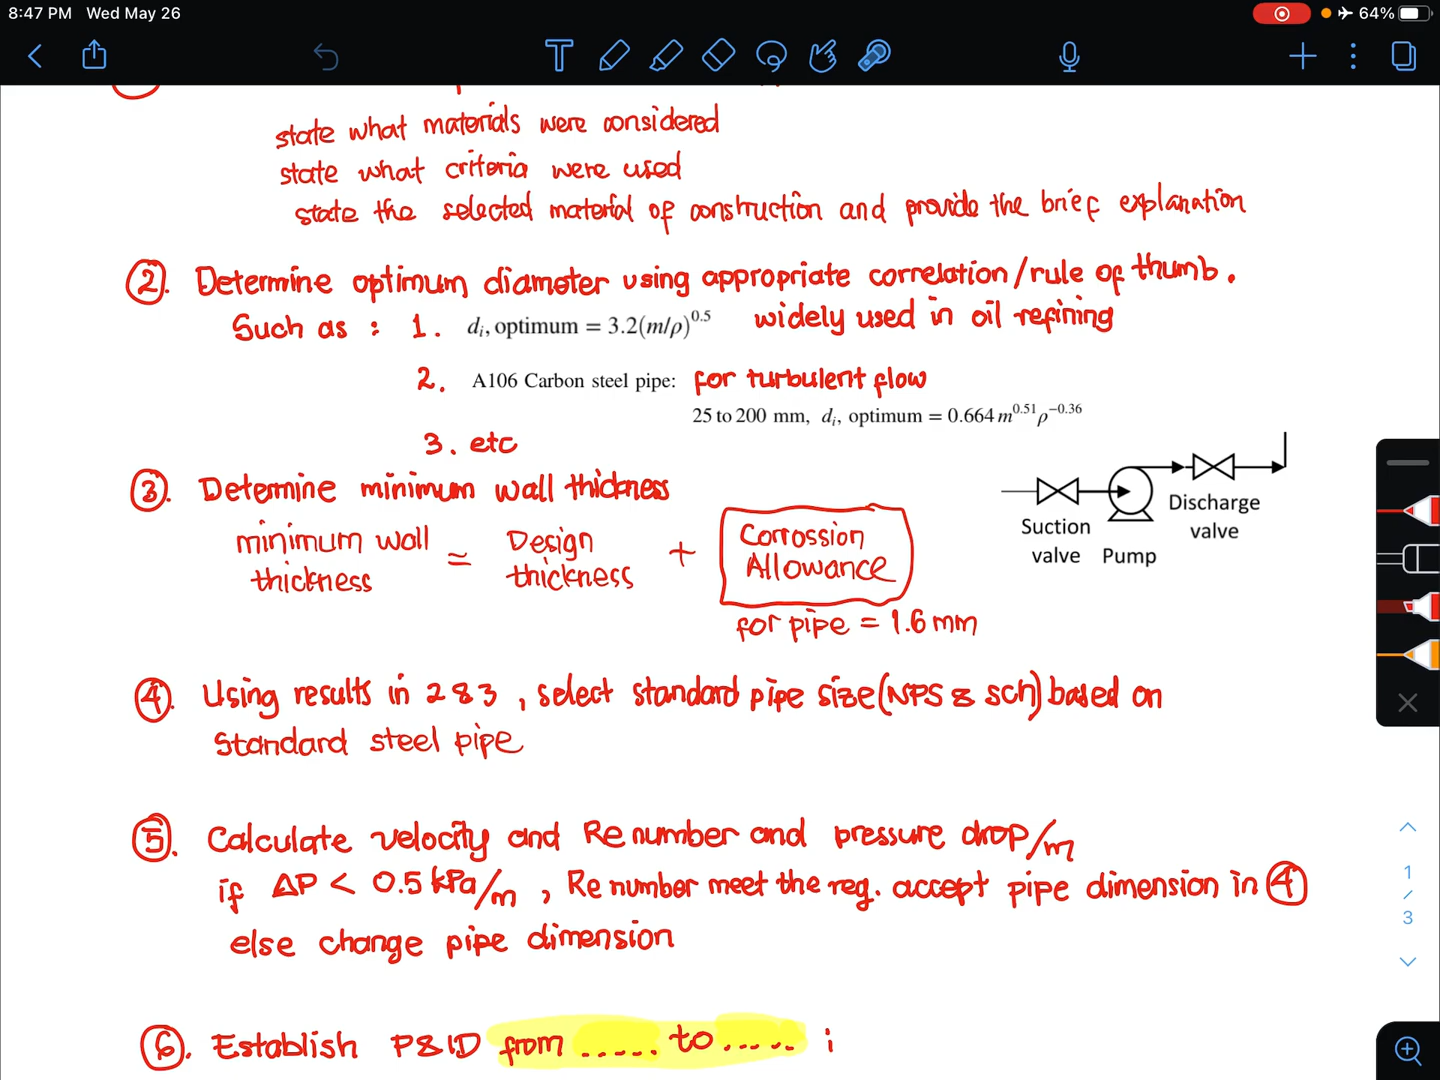 8:47 PM Wed May 26
64%
state what materials were considered
state what criteria were used
state the selected material of construction and provide the brief explanation
2. Determine optimum diameter using appropriate correlation/rule of thumb.
Such as : 1. di, optimum = 3.2(m/ρ)^0.5 widely used in oil refining
2. A106 Carbon steel pipe: for turbulent flow
25 to 200 mm, di, optimum = 0.664 m^0.51 ρ^−0.36
3. etc
3. Determine minimum wall thickness
minimum wall thickness = Design thickness + Corrossion Allowance
for pipe = 1.6 mm
Suction valve
Pump
Discharge valve
4. Using results in 2 & 3 , select standard pipe size (NPS & sch) based on
standard steel pipe
5. Calculate velocity and Re number and pressure drop/m
if ΔP < 0.5 kPa/m , Re number meet the req. accept pipe dimension in 4
else change pipe dimension
6. Establish P&ID from ..... to ..... ;
1
/
3